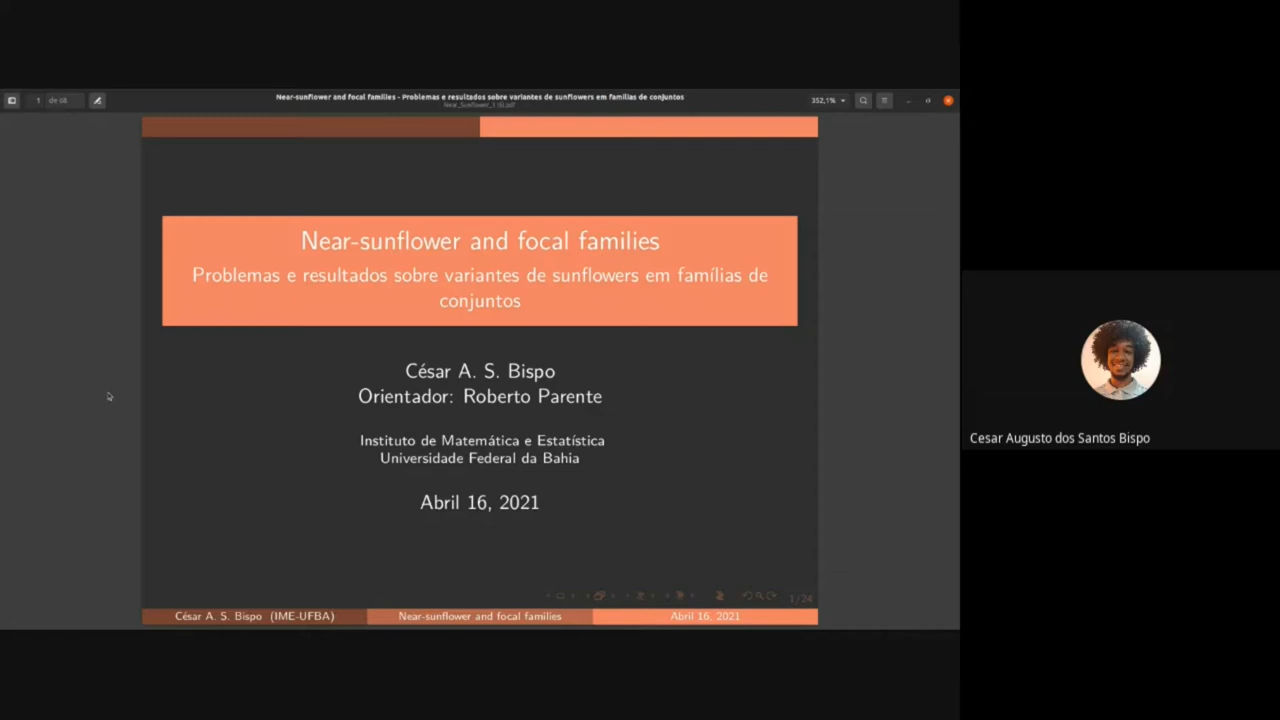 1 de 68
Near-sunflower and focal families - Problemas e resultados sobre variantes de sunflowers em famílias de conjuntos
352,1%
Near-sunflower and focal families
Problemas e resultados sobre variantes de sunflowers em famílias de
conjuntos
César A. S. Bispo
Orientador: Roberto Parente
Instituto de Matemática e Estatística
Universidade Federal da Bahia
Abril 16, 2021
1/24
César A. S. Bispo (IME-UFBA)
Near-sunflower and focal families
Abril 16, 2021
Cesar Augusto dos Santos Bispo